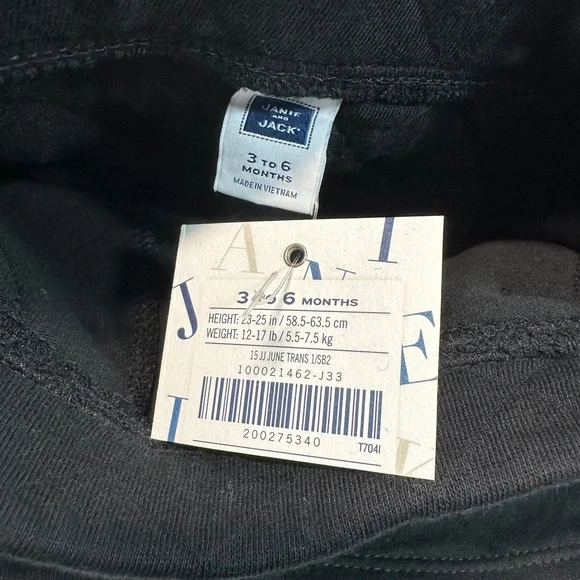 JANIE
AND
JACK
3 TO 6
MONTHS
MADE IN VIETNAM
3 TO 6 MONTHS
HEIGHT: 23-25 in / 58.5-63.5 cm
WEIGHT: 12-17 lb / 5.5-7.5 kg
15 JJ JUNE TRANS 1/SB2
100021462-J33
200275340
T704I